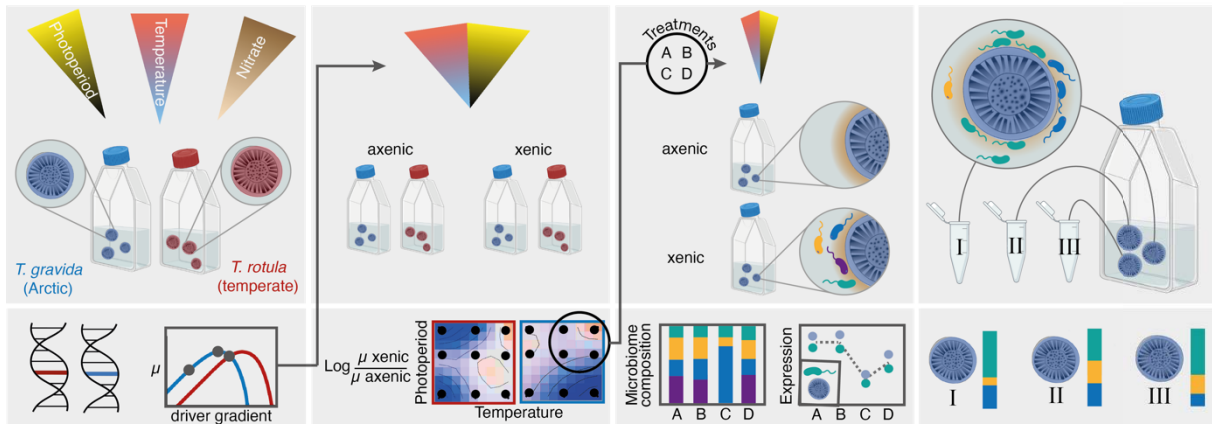 Photoperiod
Temperature
Nitrate
T. gravida
(Arctic)
T. rotula
(temperate)
μ
driver gradient
axenic
xenic
Log
μ xenic
μ axenic
Photoperiod
Temperature
Treatments
A B
C D
axenic
xenic
Microbiome
composition
A B C D
Expression
A B C D
I
II
III
I
II
III